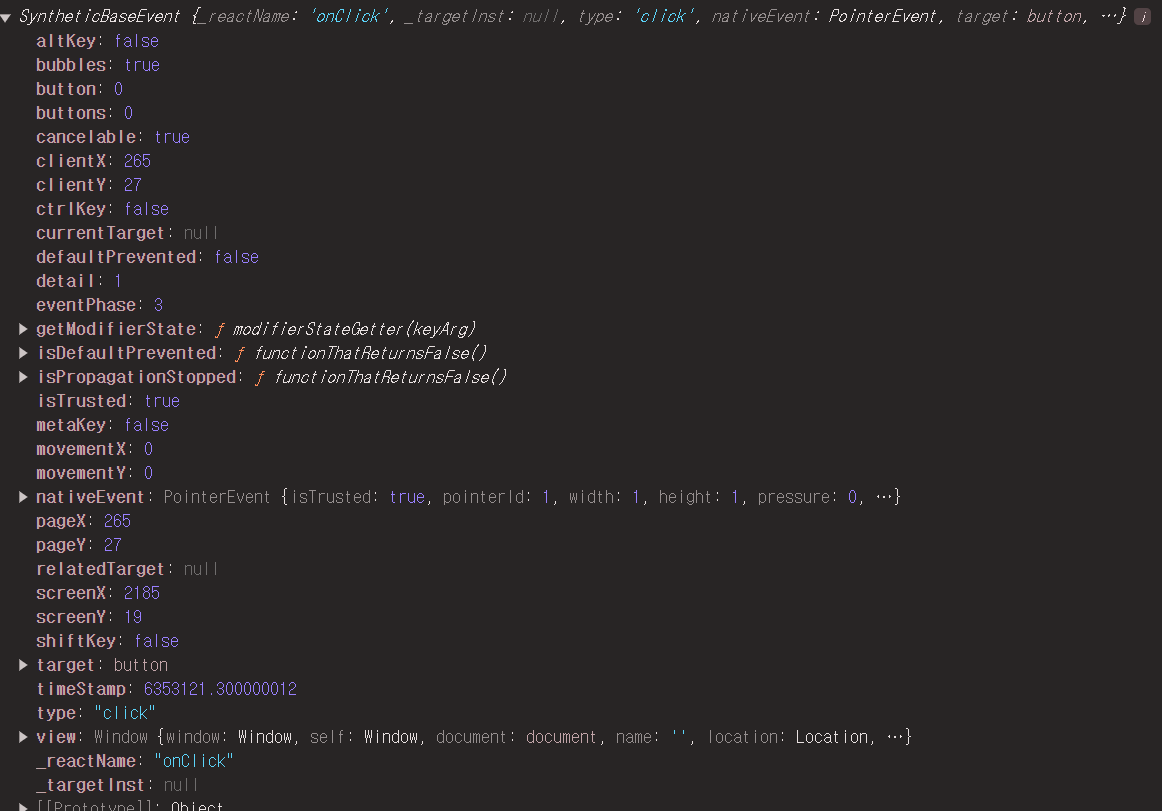 SyntheticBaseEvent {_reactName: 'onClick', _targetInst: null, type: 'click', nativeEvent: PointerEvent, target: button, …} i
altKey: false
bubbles: true
button: 0
buttons: 0
cancelable: true
clientX: 265
clientY: 27
ctrlKey: false
currentTarget: null
defaultPrevented: false
detail: 1
eventPhase: 3
getModifierState: ƒ modifierStateGetter(keyArg)
isDefaultPrevented: ƒ functionThatReturnsFalse()
isPropagationStopped: ƒ functionThatReturnsFalse()
isTrusted: true
metaKey: false
movementX: 0
movementY: 0
nativeEvent: PointerEvent {isTrusted: true, pointerId: 1, width: 1, height: 1, pressure: 0, …}
pageX: 265
pageY: 27
relatedTarget: null
screenX: 2185
screenY: 19
shiftKey: false
target: button
timeStamp: 6353121.300000012
type: "click"
view: Window {window: Window, self: Window, document: document, name: '', location: Location, …}
_reactName: "onClick"
_targetInst: null
[[Prototype]]: Object